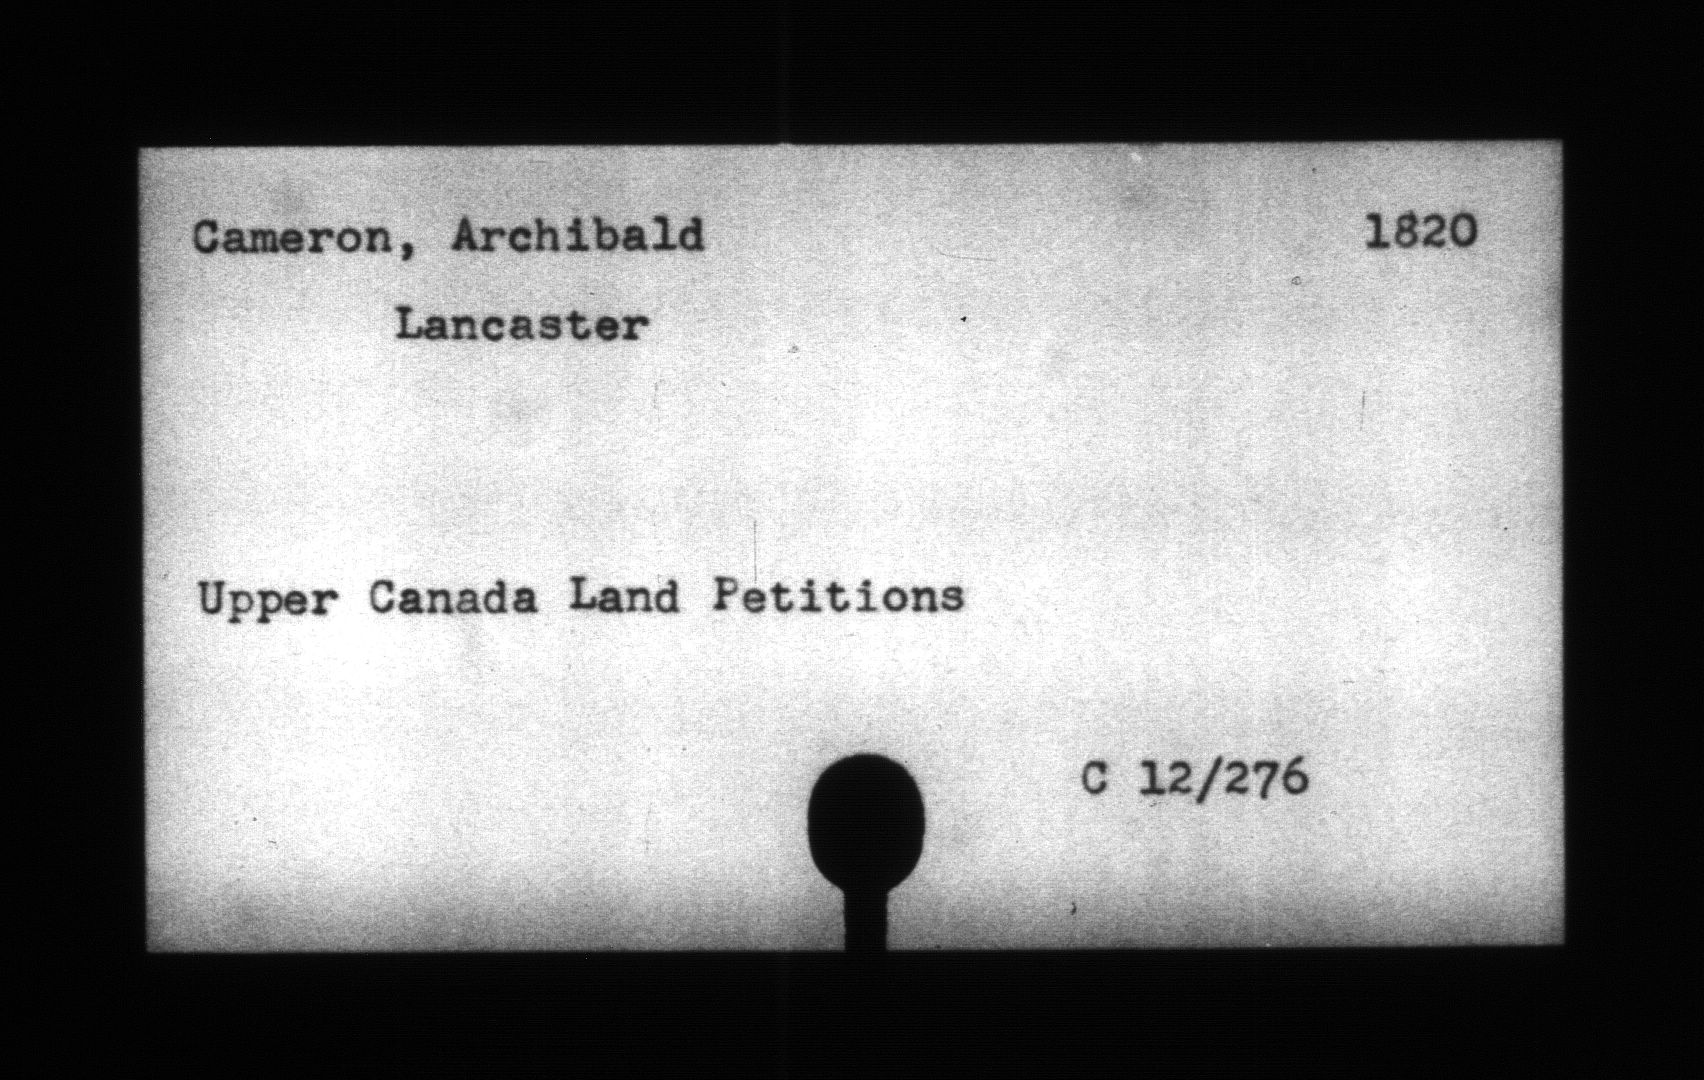 Cameron, Archibald 1820
Lancaster
Upper Canada Land Petitions
C 12/276